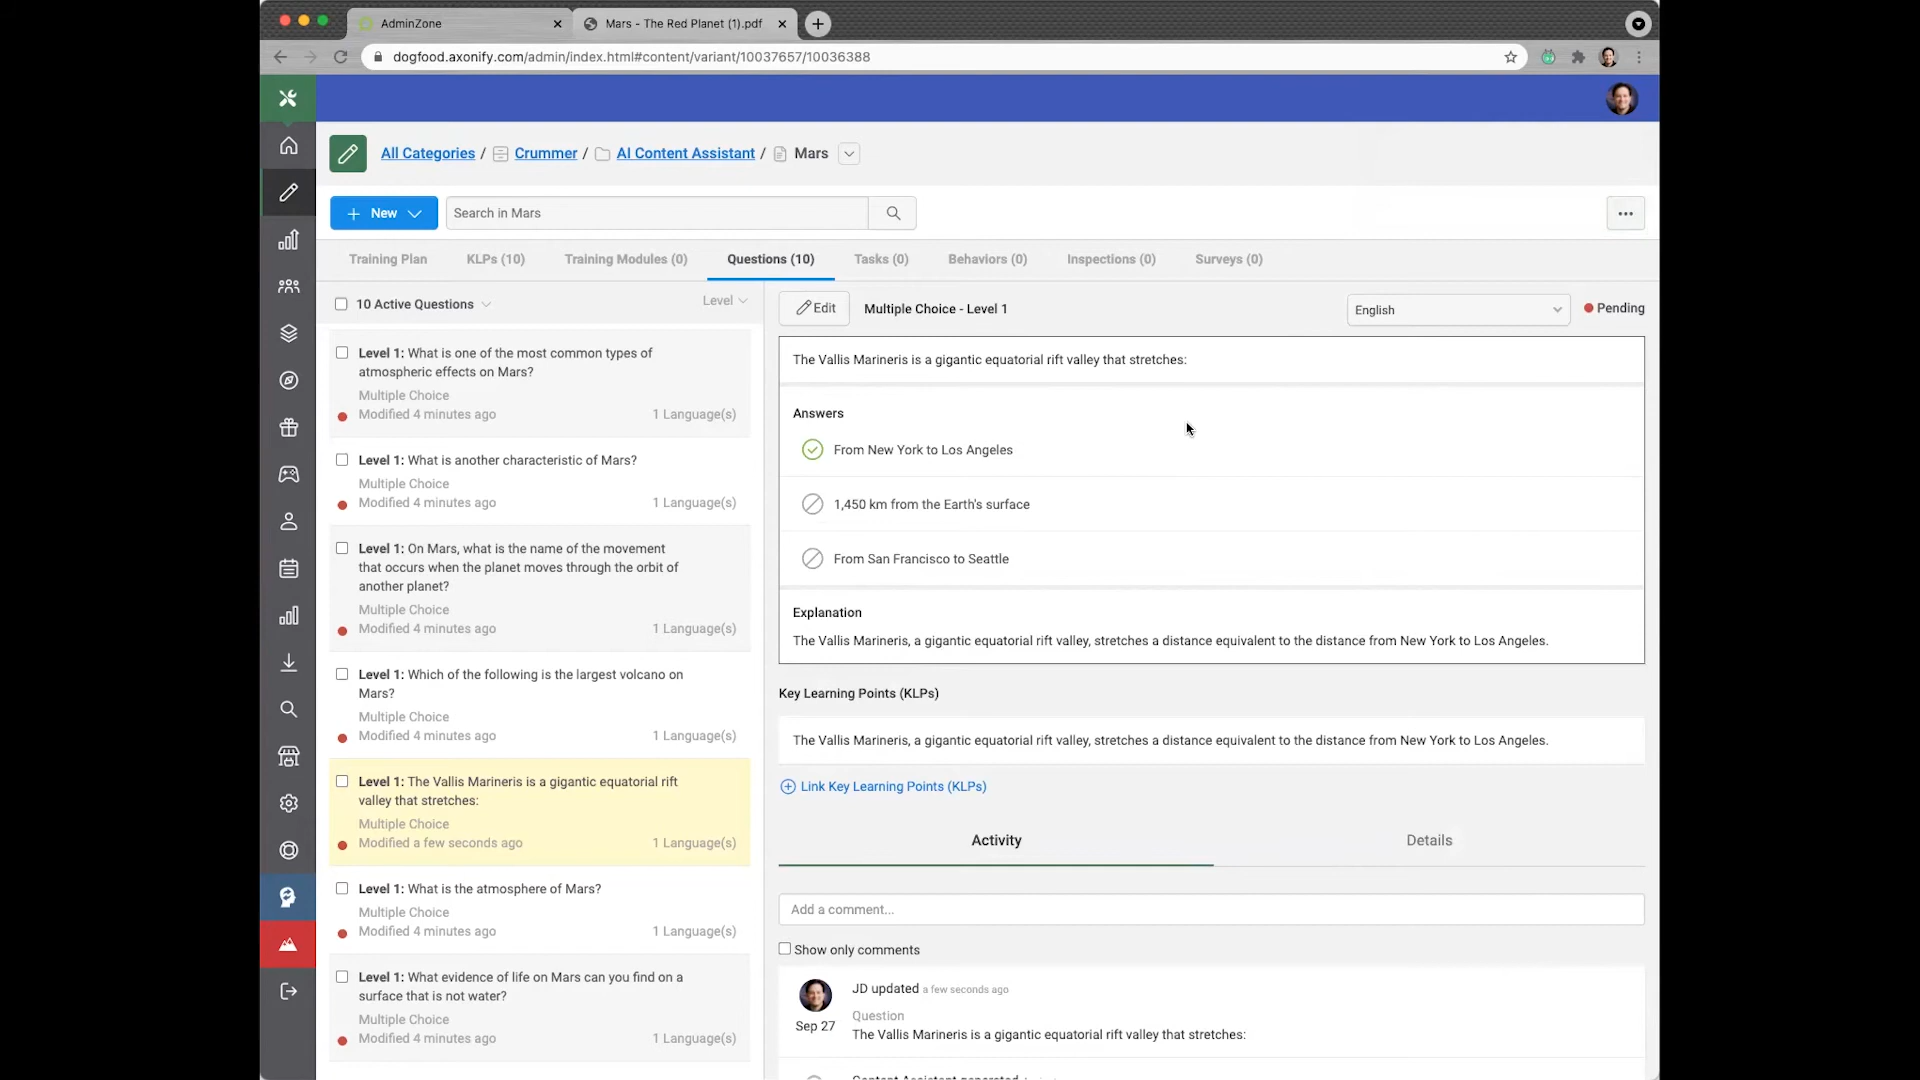 AdminZone
Mars - The Red Planet (1).pdf
dogfood.axonify.com/admin/index.html#content/variant/10037657/10036388
All Categories / Crummer / AI Content Assistant / Mars
New
Search in Mars
Training Plan KLPs (10) Training Modules (0) Questions (10) Tasks (0) Behaviors (0) Inspections (0) Surveys (0)
10 Active Questions
Level
Level 1: What is one of the most common types of
atmospheric effects on Mars?
Multiple Choice
Modified 4 minutes ago 1 Language(s)
Level 1: What is another characteristic of Mars?
Multiple Choice
Modified 4 minutes ago 1 Language(s)
Level 1: On Mars, what is the name of the movement
that occurs when the planet moves through the orbit of
another planet?
Multiple Choice
Modified 4 minutes ago 1 Language(s)
Level 1: Which of the following is the largest volcano on
Mars?
Multiple Choice
Modified 4 minutes ago 1 Language(s)
Level 1: The Vallis Marineris is a gigantic equatorial rift
valley that stretches:
Multiple Choice
Modified a few seconds ago 1 Language(s)
Level 1: What is the atmosphere of Mars?
Multiple Choice
Modified 4 minutes ago 1 Language(s)
Level 1: What evidence of life on Mars can you find on a
surface that is not water?
Multiple Choice
Modified 4 minutes ago 1 Language(s)
Edit Multiple Choice - Level 1 English Pending
The Vallis Marineris is a gigantic equatorial rift valley that stretches:
Answers
From New York to Los Angeles
1,450 km from the Earth's surface
From San Francisco to Seattle
Explanation
The Vallis Marineris, a gigantic equatorial rift valley, stretches a distance equivalent to the distance from New York to Los Angeles.
Key Learning Points (KLPs)
The Vallis Marineris, a gigantic equatorial rift valley, stretches a distance equivalent to the distance from New York to Los Angeles.
Link Key Learning Points (KLPs)
Activity Details
Add a comment...
Show only comments
JD updated a few seconds ago
Sep 27
Question
The Vallis Marineris is a gigantic equatorial rift valley that stretches:
Content Assistant generated